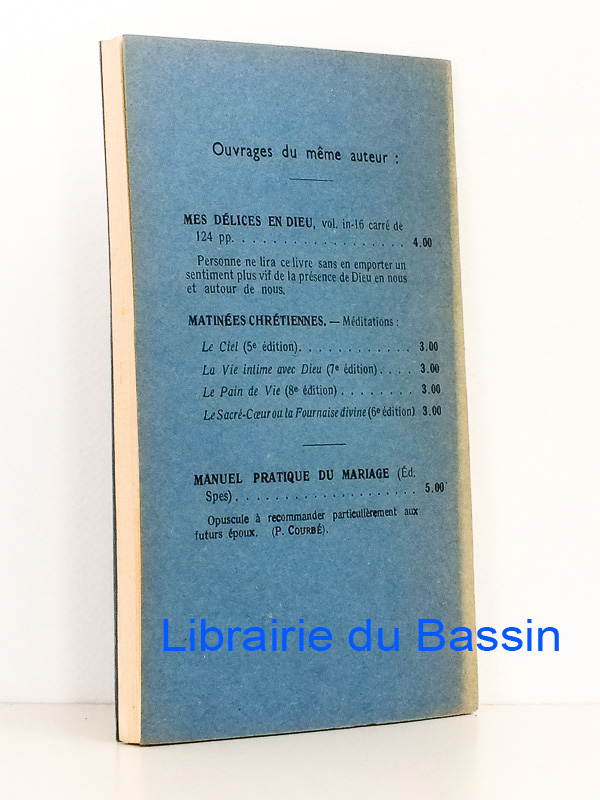 Ouvrages du même auteur :
MES DÉLICES EN DIEU, vol. in-16 carré de
124 pp. . . . . . . . . . . . . . . . . . 4.00
Personne ne lira ce livre sans en emporter un
sentiment plus vif de la présence de Dieu en nous
et autour de nous.
MATINÉES CHRÉTIENNES. — Méditations :
Le Ciel (5e édition). . . . . . . . . . . . 3.00
La Vie intime avec Dieu (7e édition). . . . 3.00
Le Pain de Vie (8e édition) . . . . . . . . 3.00
Le Sacré-Cœur ou la Fournaise divine (6e édition) 3.00
MANUEL PRATIQUE DU MARIAGE (Éd.
Spes). . . . . . . . . . . . . . . . . . . 5.00
Opuscule à recommander particulièrement aux
futurs époux. (P. COURBÉ).
Librairie du Bassin